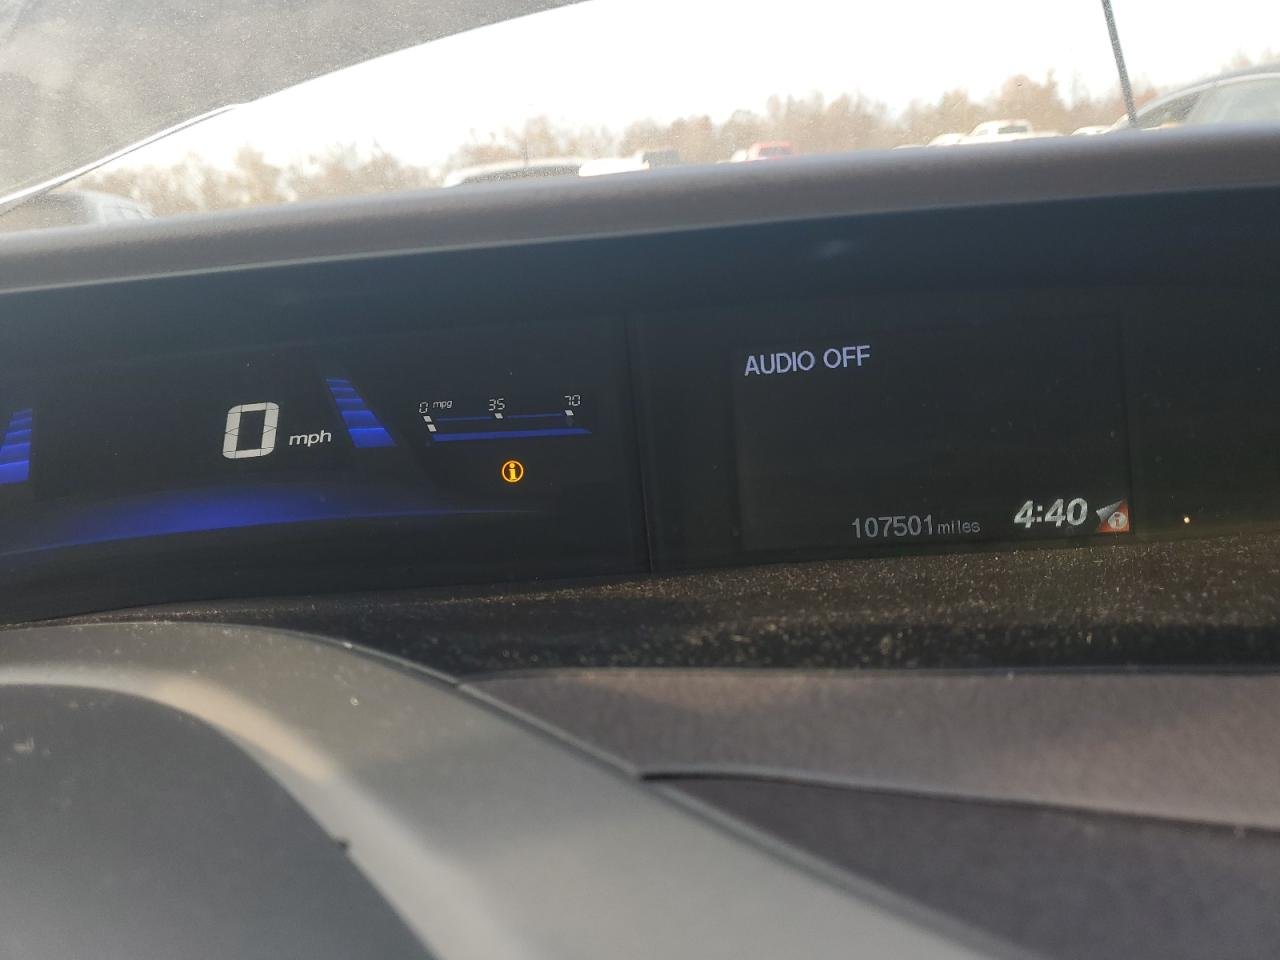 AUDIO OFF
0 mpg 35 70
0 mph
i
107501 miles 4:40 i